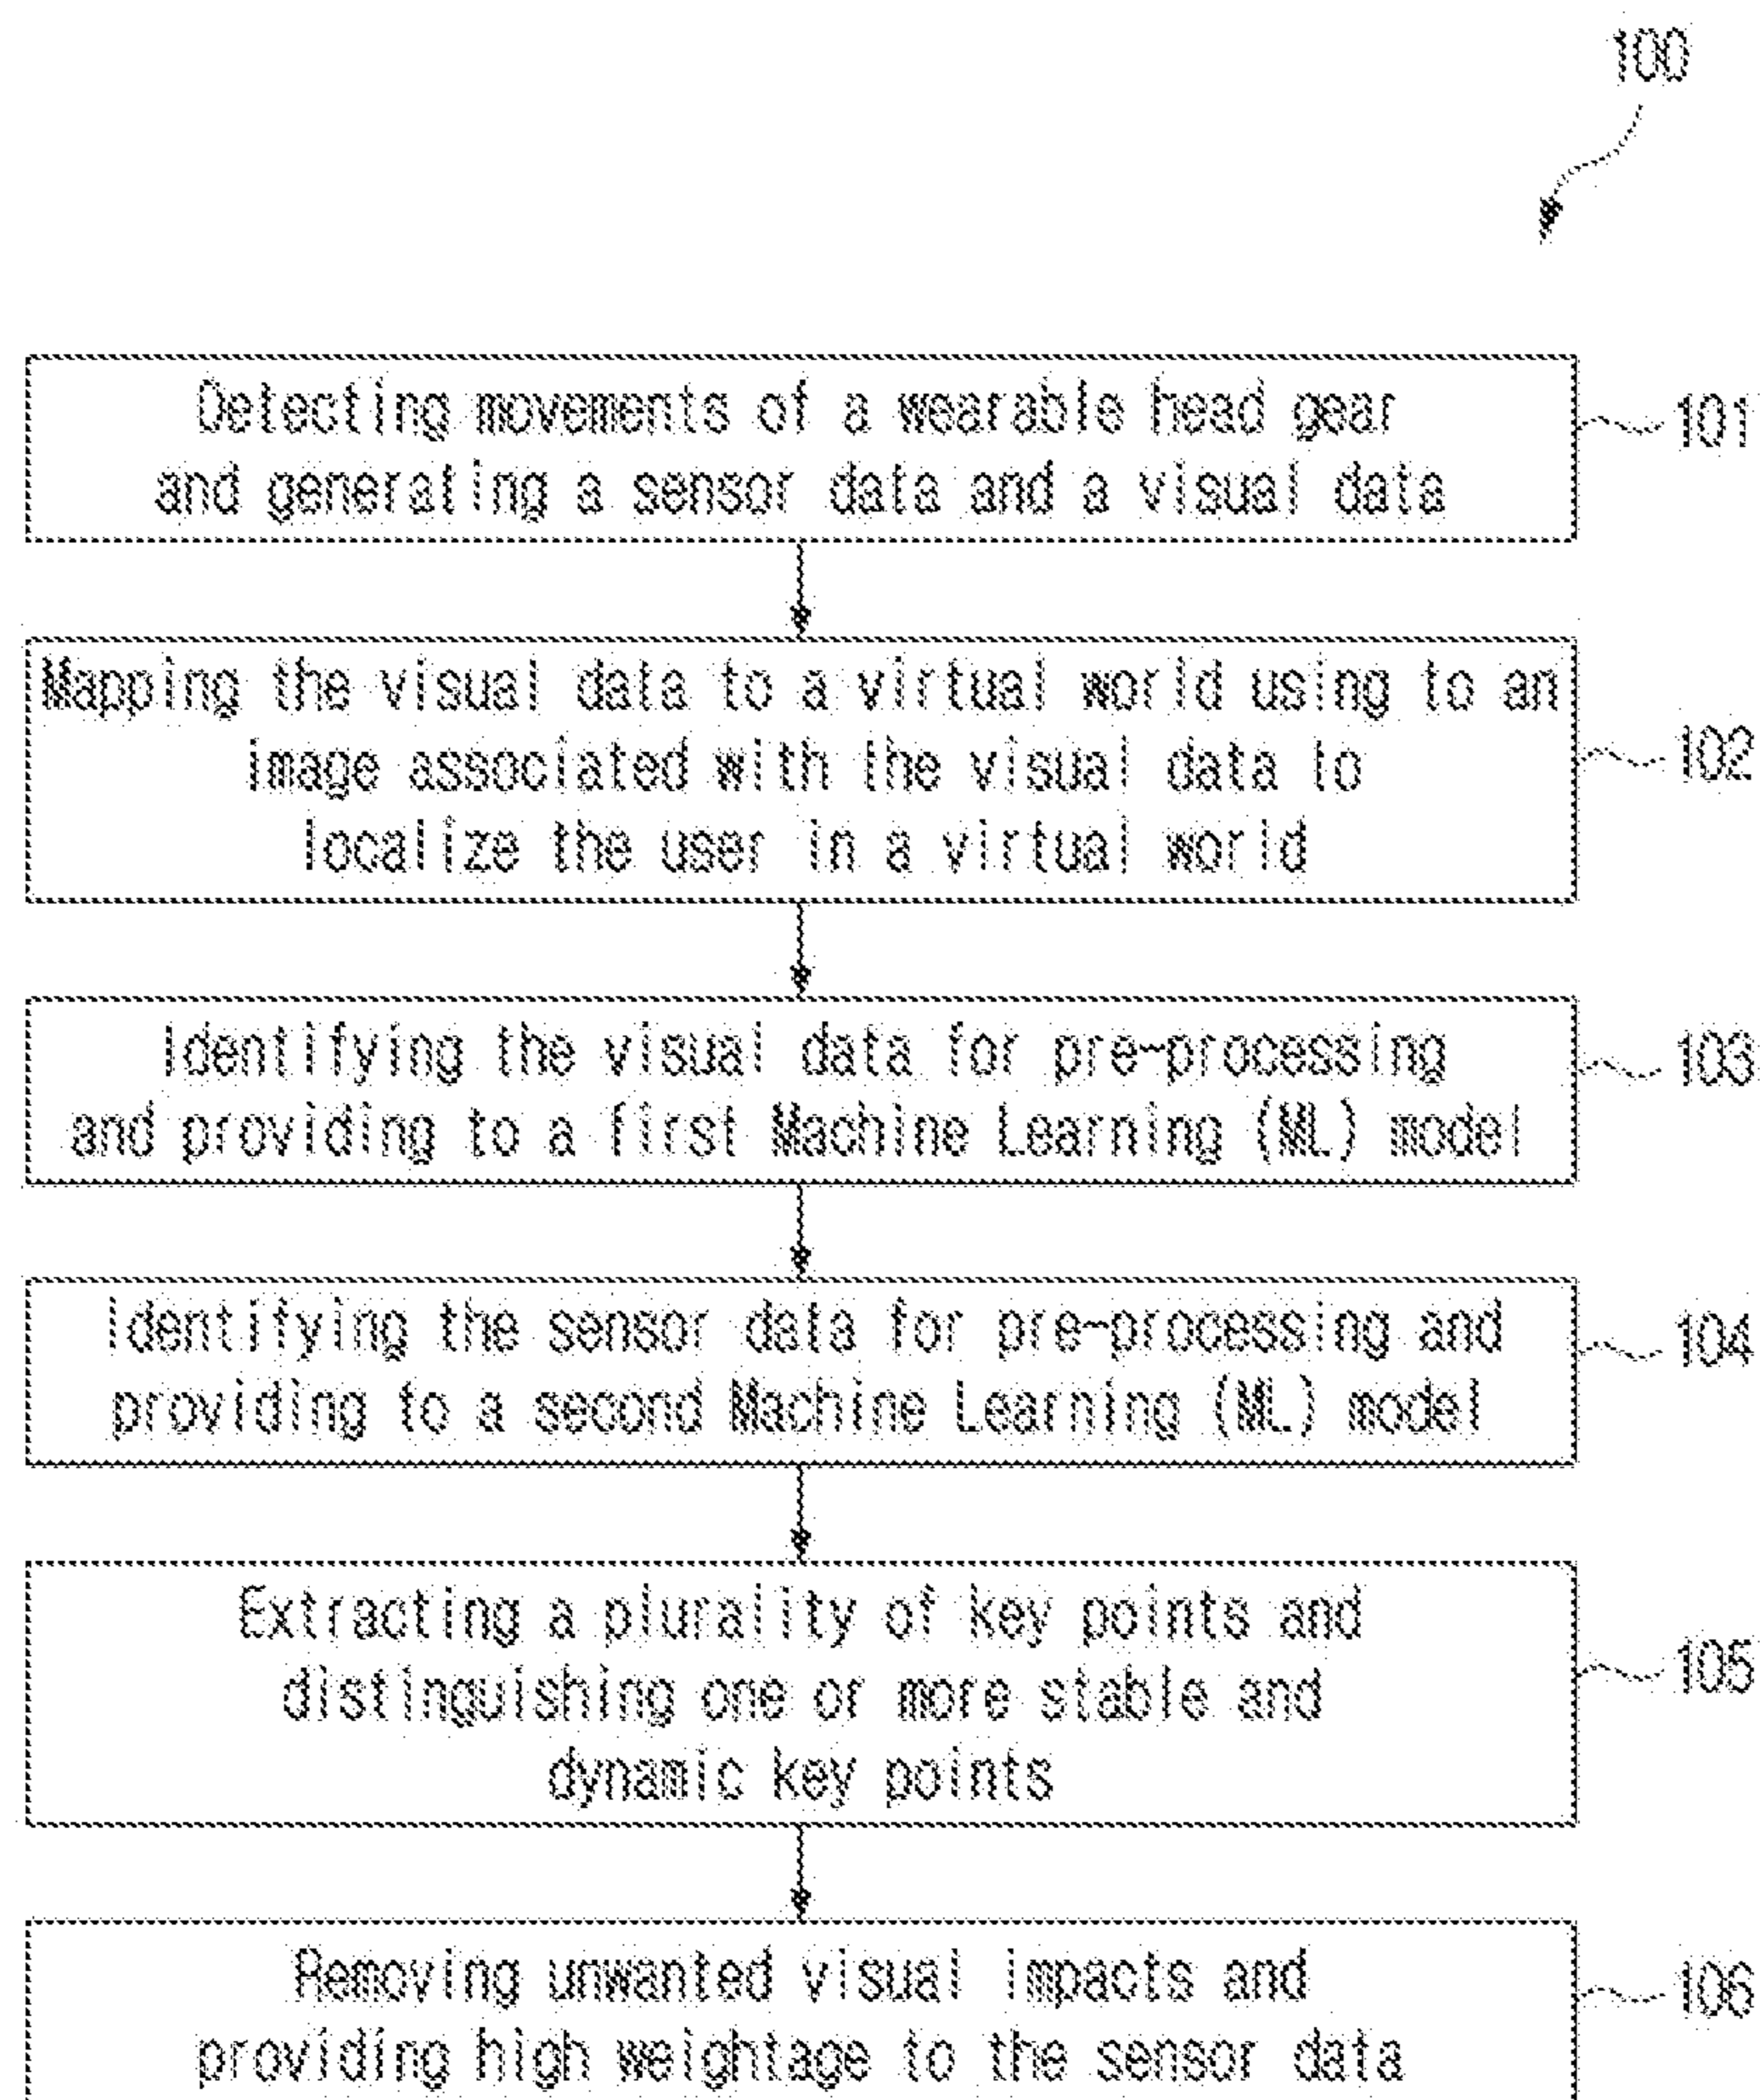 100
Detecting movements of a wearable head gear
and generating a sensor data and a visual data
101
Mapping the visual data to a virtual world using to an
image associated with the visual data to
localize the user in a virtual world
102
Identifying the visual data for pre-processing
and providing to a first Machine Learning (ML) model
103
Identifying the sensor data for pre-processing and
providing to a second Machine Learning (ML) model
104
Extracting a plurality of key points and
distinguishing one or more stable and
dynamic key points
105
Removing unwanted visual impacts and
providing high weightage to the sensor data
106